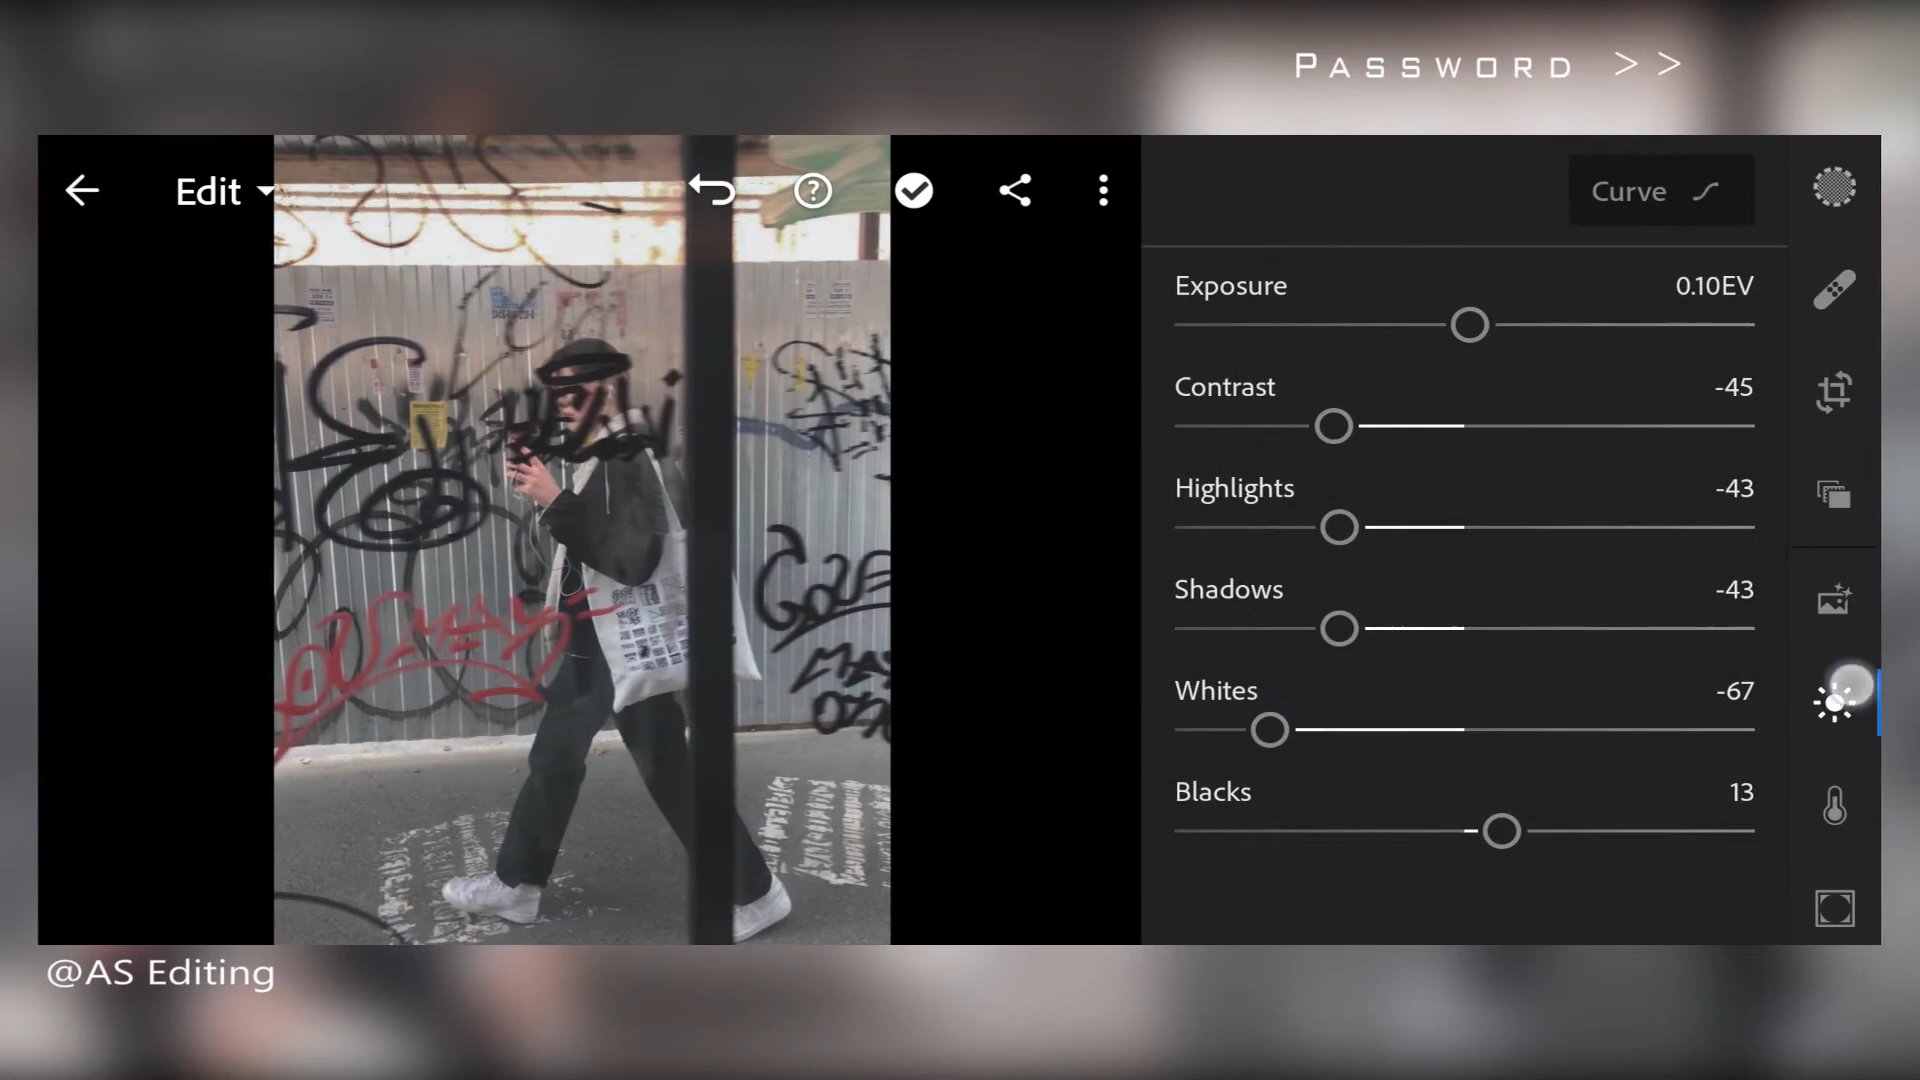 PASSWORD >>
Edit
Curve
Exposure 0.10EV
Contrast -45
Highlights -43
Shadows -43
Whites -67
Blacks 13
@AS Editing